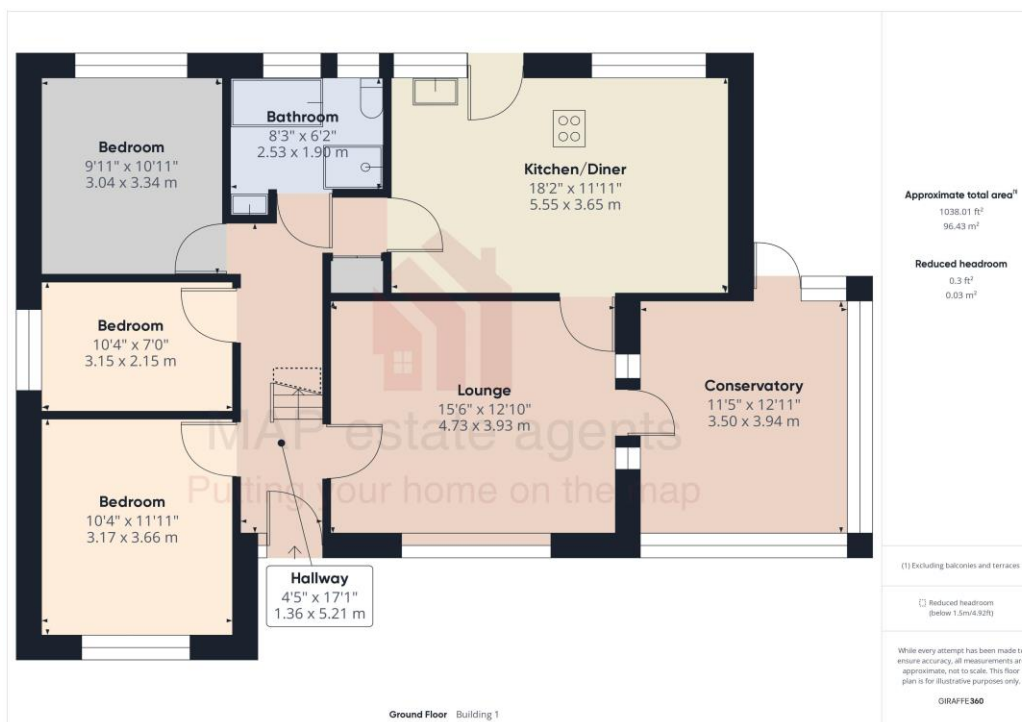 Bedroom
9'11" x 10'11"
3.04 x 3.34 m
Bathroom
8'3" x 6'2"
2.53 x 1.90 m
Kitchen/Diner
18'2" x 11'11"
5.55 x 3.65 m
Bedroom
10'4" x 7'0"
3.15 x 2.15 m
Lounge
15'6" x 12'10"
4.73 x 3.93 m
Conservatory
11'5" x 12'11"
3.50 x 3.94 m
MAP estate agents
Putting your home on the map
Bedroom
10'4" x 11'11"
3.17 x 3.66 m
Hallway
4'5" x 17'1"
1.36 x 5.21 m
Ground Floor Building 1
Approximate total area(1)
1038.01 ft²
96.43 m²
Reduced headroom
0.3 ft²
0.03 m²
(1) Excluding balconies and terraces
Reduced headroom
(below 1.5m/4.92ft)
While every attempt has been made to
ensure accuracy, all measurements are
approximate, not to scale. This floor
plan is for illustrative purposes only.
GIRAFFE360